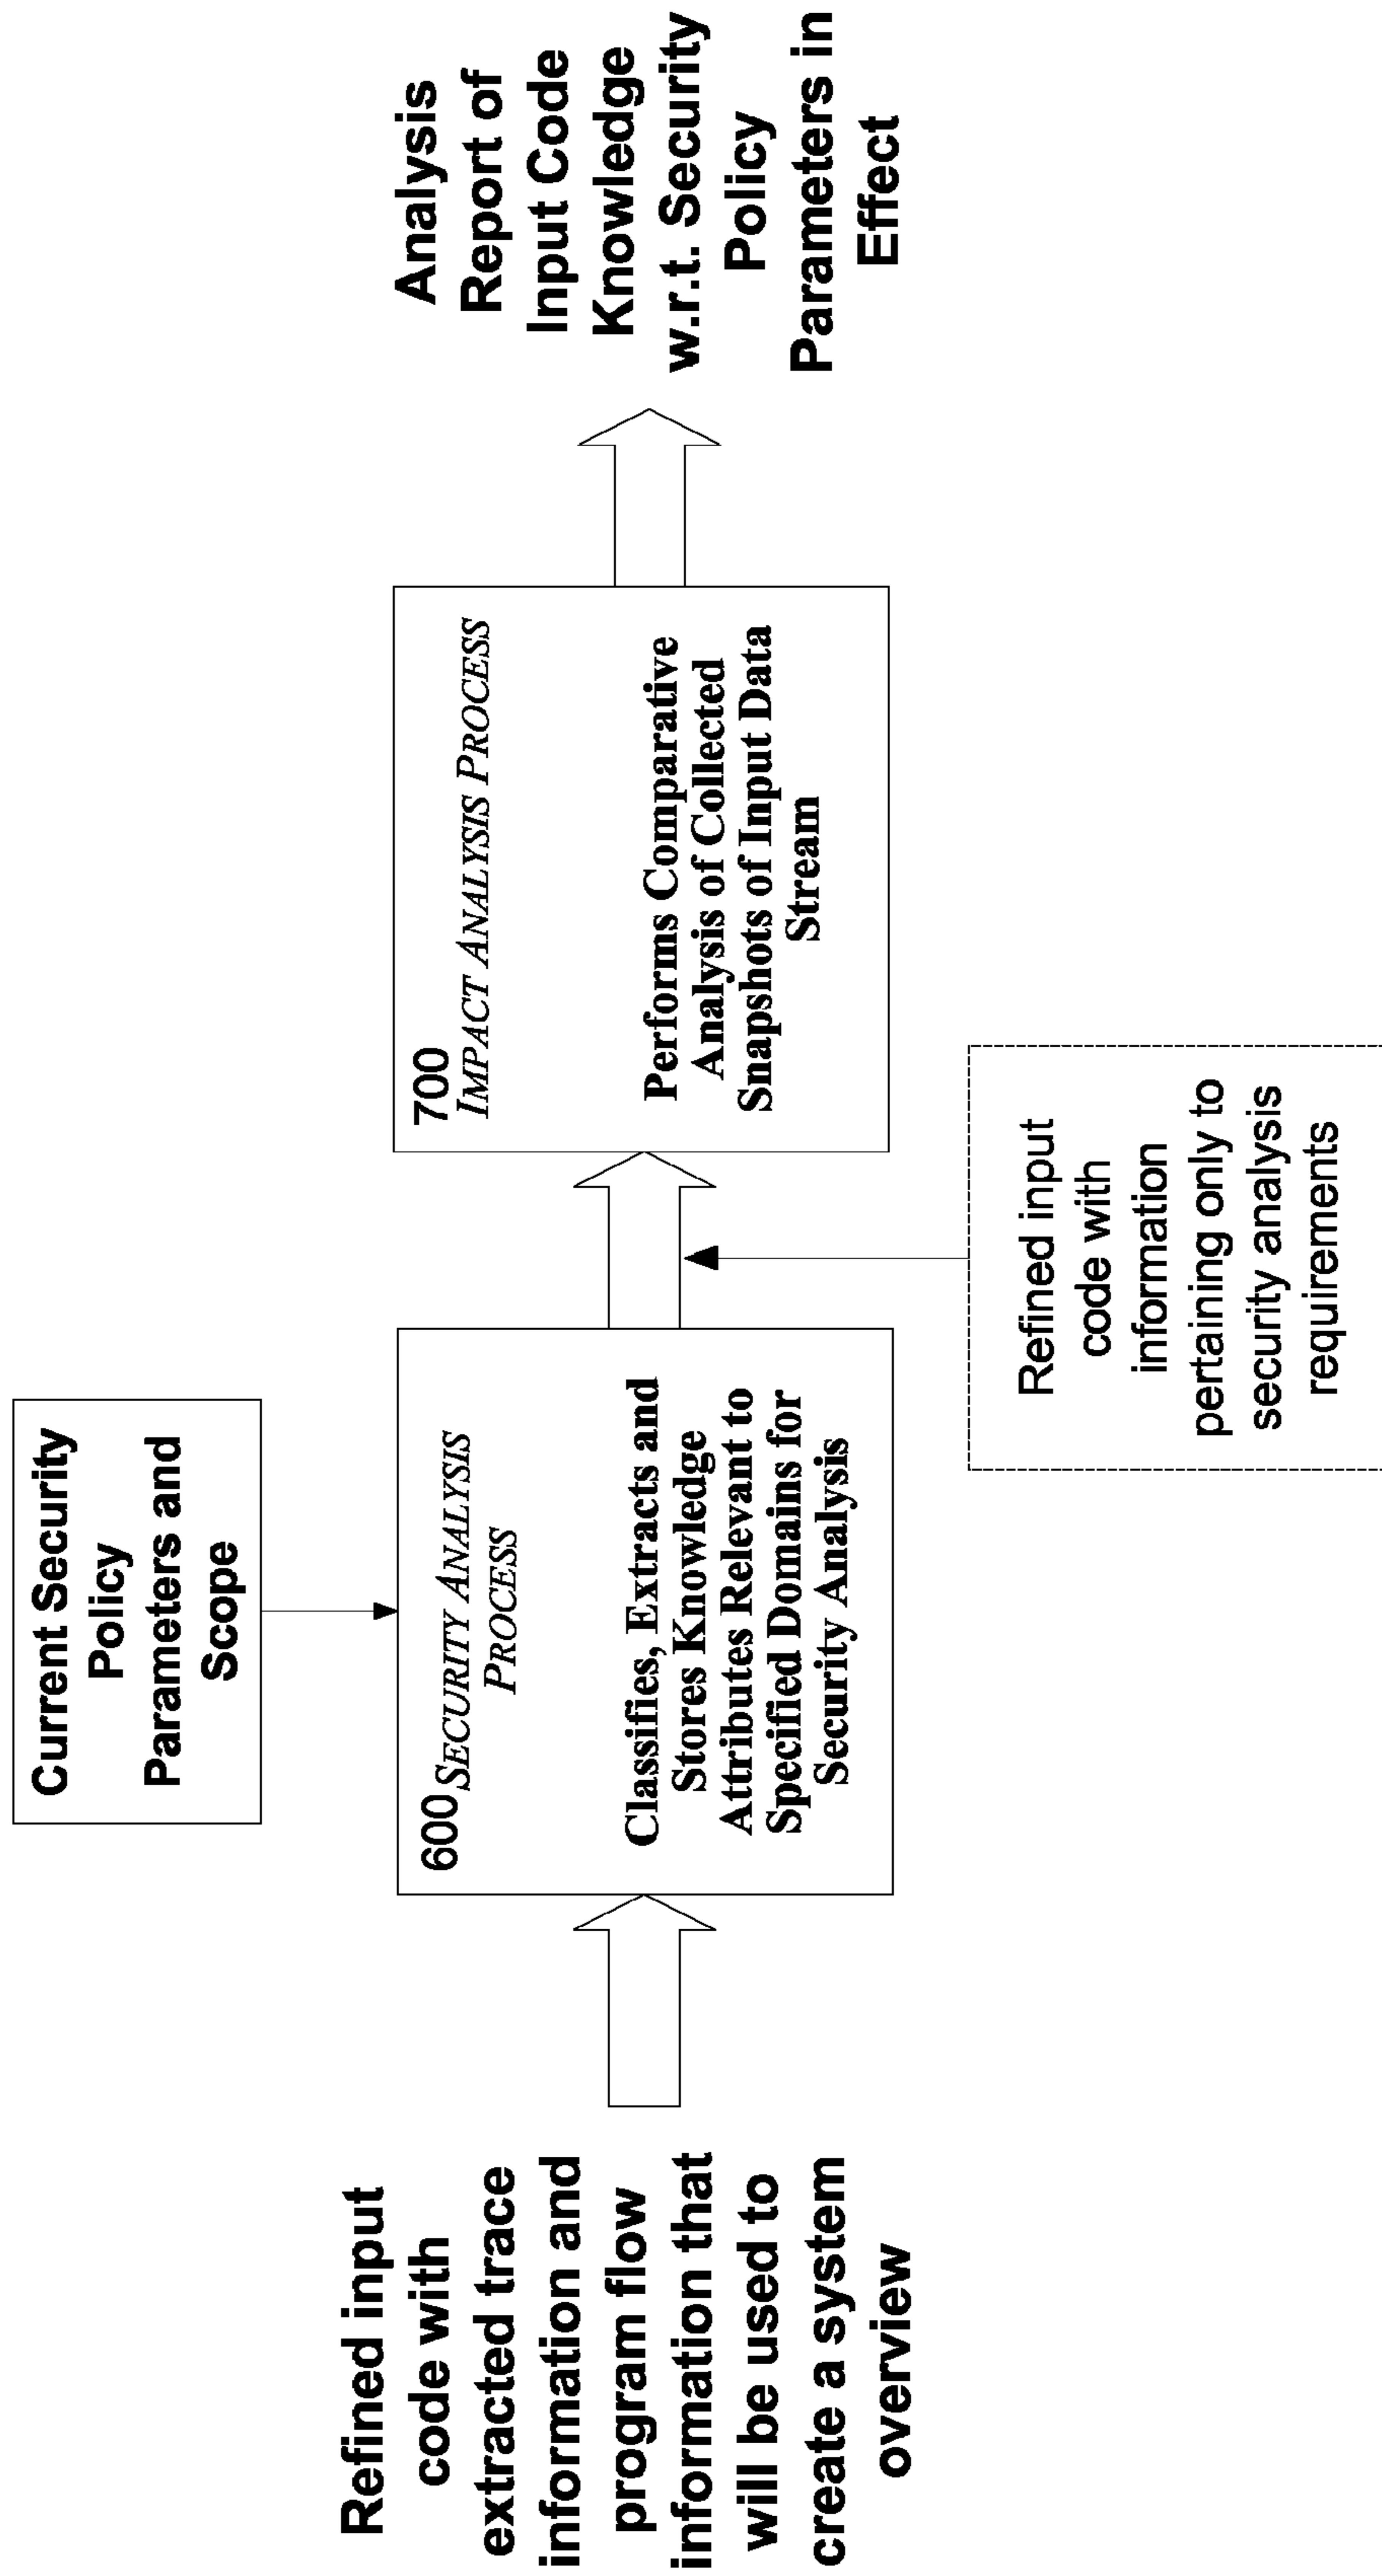 Current Security
Policy
Parameters and
Scope
Refined input
code with
extracted trace
information and
program flow
information that
will be used to
create a system
overview
600 SECURITY ANALYSIS
PROCESS
Classifies, Extracts and
Stores Knowledge
Attributes Relevant to
Specified Domains for
Security Analysis
700
IMPACT ANALYSIS PROCESS
Performs Comparative
Analysis of Collected
Snapshots of Input Data
Stream
Analysis
Report of
Input Code
Knowledge
w.r.t. Security
Policy
Parameters in
Effect
Refined input
code with
information
pertaining only to
security analysis
requirements